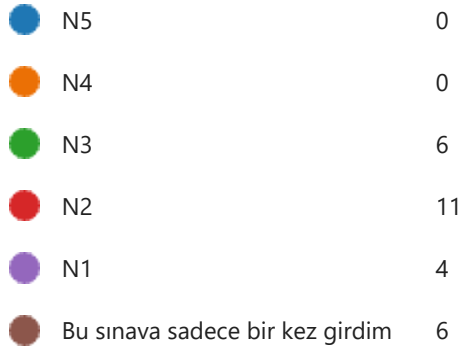 N5 0
N4 0
N3 6
N2 11
N1 4
Bu sınava sadece bir kez girdim 6